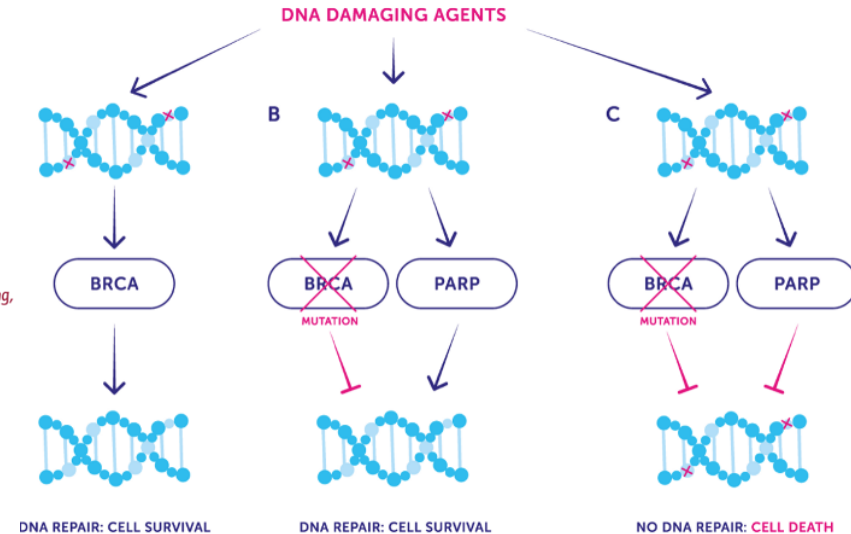 DNA DAMAGING AGENTS
B
C
BRCA
BRCA
PARP
BRCA
PARP
ng,
MUTATION
MUTATION
DNA REPAIR: CELL SURVIVAL
DNA REPAIR: CELL SURVIVAL
NO DNA REPAIR: CELL DEATH